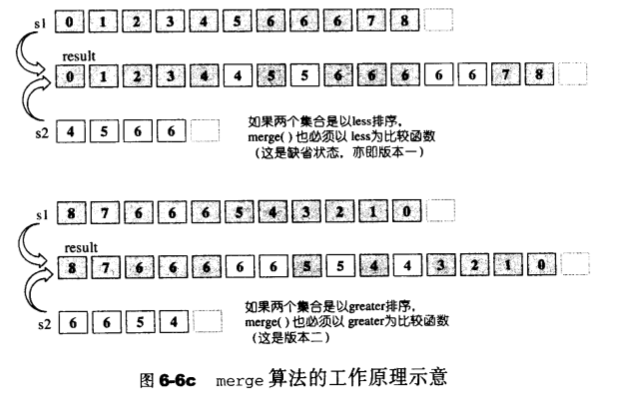 s1 0 1 2 3 4 5 6 6 6 7 8
result
0 1 2 3 4 4 5 5 6 6 6 6 6 7 8
s2 4 5 6 6
如果两个集合是以less排序，
merge( ) 也必须以 less为比较函数
（这是缺省状态，亦即版本一）
s1 8 7 6 6 6 5 4 3 2 1 0
result
8 7 6 6 6 6 6 5 5 4 4 3 2 1 0
s2 6 6 5 4
如果两个集合是以greater排序，
merge( ) 也必须以 greater为比较函数
（这是版本二）
图 6-6c merge 算法的工作原理示意